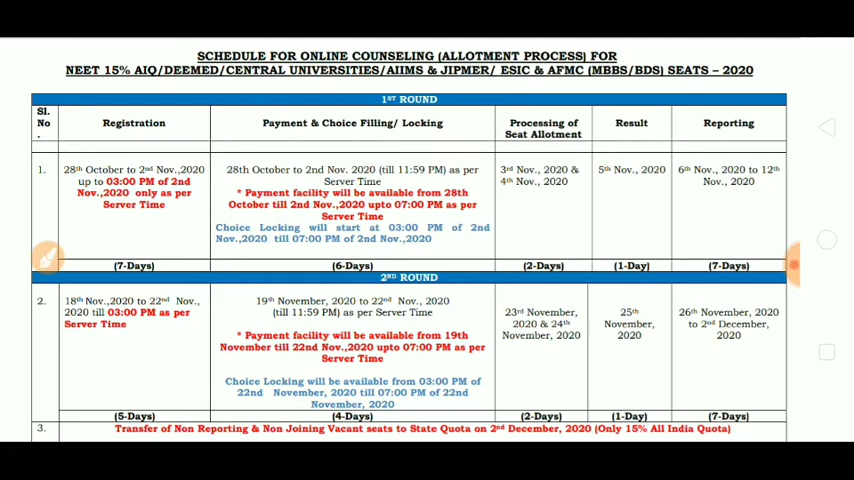 SCHEDULE FOR ONLINE COUNSELING (ALLOTMENT PROCESS) FOR
NEET 15% AIQ/DEEMED/CENTRAL UNIVERSITIES/AIIMS & JIPMER/ ESIC & AFMC (MBBS/BDS) SEATS – 2020
1ST ROUND
Sl.
No
.
Registration
Payment & Choice Filling/ Locking
Processing of
Seat Allotment
Result
Reporting
1.
28th October to 2nd Nov.,2020
up to 03:00 PM of 2nd
Nov.,2020 only as per
Server Time
(7-Days)
28th October to 2nd Nov. 2020 (till 11:59 PM) as per
Server Time
* Payment facility will be available from 28th
October till 2nd Nov.,2020 upto 07:00 PM as per
Server Time
Choice Locking will start at 03:00 PM of 2nd
Nov.,2020 till 07:00 PM of 2nd Nov.,2020
(6-Days)
3rd Nov., 2020 &
4th Nov., 2020
(2-Days)
5th Nov., 2020
(1-Day)
6th Nov., 2020 to 12th
Nov., 2020
(7-Days)
2ND ROUND
2.
18th Nov.,2020 to 22nd Nov.,
2020 till 03:00 PM as per
Server Time
(5-Days)
19th November, 2020 to 22nd Nov., 2020
(till 11:59 PM) as per Server Time
* Payment facility will be available from 19th
November till 22nd Nov.,2020 upto 07:00 PM as per
Server Time
Choice Locking will be available from 03:00 PM of
22nd November, 2020 till 07:00 PM of 22nd
November, 2020
(4-Days)
23rd November,
2020 & 24th
November, 2020
(2-Days)
25th
November,
2020
(1-Day)
26th November, 2020
to 2nd December,
2020
(7-Days)
3.
Transfer of Non Reporting & Non Joining Vacant seats to State Quota on 2nd December, 2020 (Only 15% All India Quota)